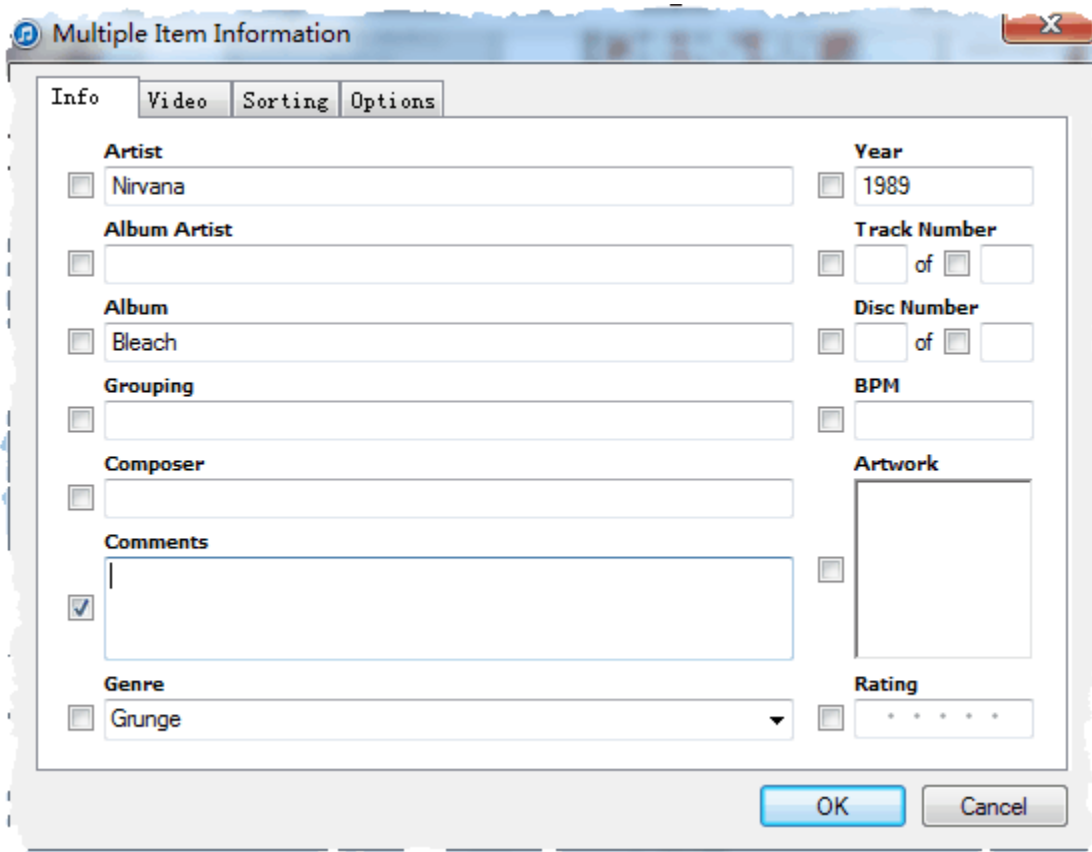 Multiple Item Information
Info Video Sorting Options
Artist Year
Nirvana 1989
Album Artist Track Number
of
Album Disc Number
Bleach of
Grouping BPM
Composer Artwork
Comments
Genre Rating
Grunge
OK Cancel